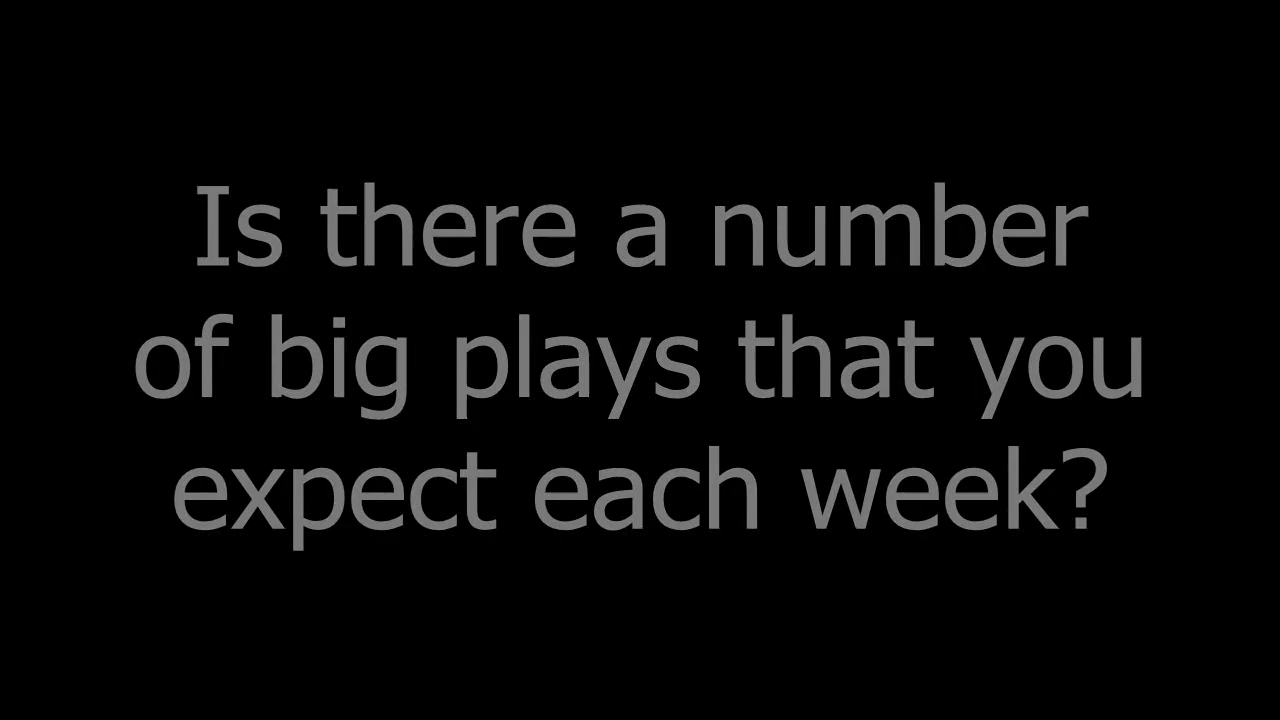 Is there a number
of big plays that you
expect each week?